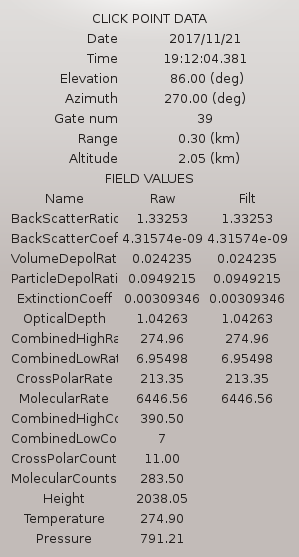 CLICK POINT DATA
Date 2017/11/21
Time 19:12:04.381
Elevation 86.00 (deg)
Azimuth 270.00 (deg)
Gate num 39
Range 0.30 (km)
Altitude 2.05 (km)
FIELD VALUES
Name Raw Filt
BackScatterRatic 1.33253 1.33253
BackScatterCoef 4.31574e-09 4.31574e-09
VolumeDepolRat 0.024235 0.024235
ParticleDepolRati 0.0949215 0.0949215
ExtinctionCoeff 0.00309346 0.00309346
OpticalDepth 1.04263 1.04263
CombinedHighRa 274.96 274.96
CombinedLowRat 6.95498 6.95498
CrossPolarRate 213.35 213.35
MolecularRate 6446.56 6446.56
CombinedHighCo 390.50
CombinedLowCo 7
CrossPolarCount 11.00
MolecularCounts 283.50
Height 2038.05
Temperature 274.90
Pressure 791.21